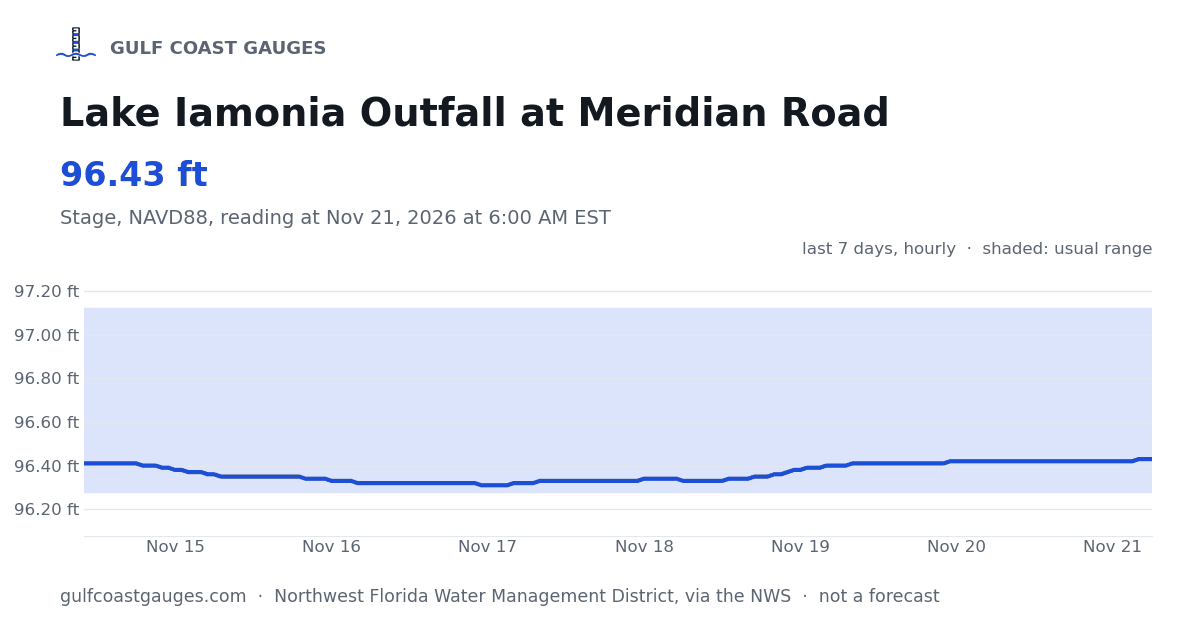 GULF COAST GAUGES
Lake Iamonia Outfall at Meridian Road
96.43 ft
Stage, NAVD88, reading at Nov 21, 2026 at 6:00 AM EST
last 7 days, hourly · shaded: usual range
97.20 ft
97.00 ft
96.80 ft
96.60 ft
96.40 ft
96.20 ft
Nov 15 Nov 16 Nov 17 Nov 18 Nov 19 Nov 20 Nov 21
gulfcoastgauges.com · Northwest Florida Water Management District, via the NWS · not a forecast